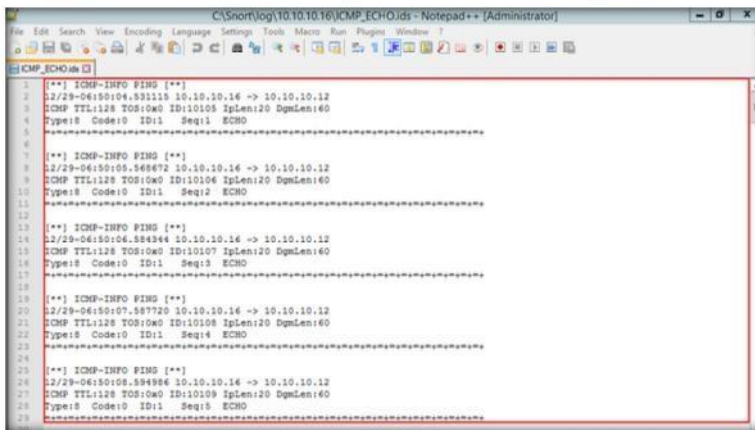 C:\Snort\log\10.10.10.16\ICMP_ECHO.ids - Notepad++ [Administrator]
File Edit Search View Encoding Language Settings Tools Macro Run Plugins Window ?
ICMP_ECHO.ids
1 [**] ICMP-INFO PING [**]
2 12/29-06:50:04.531115 10.10.10.16 -> 10.10.10.12
3 ICMP TTL:128 TOS:0x0 ID:10105 IpLen:20 DgmLen:60
4 Type:8 Code:0 ID:1 Seq:1 ECHO
5 =+=+=+=+=+=+=+=+=+=+=+=+=+=+=+=+=+=+=+=+=+=+=+=+=+=+=+=+=+=+=+=+=+=+=+=+
6
7 [**] ICMP-INFO PING [**]
8 12/29-06:50:05.568672 10.10.10.16 -> 10.10.10.12
9 ICMP TTL:128 TOS:0x0 ID:10106 IpLen:20 DgmLen:60
10 Type:8 Code:0 ID:1 Seq:2 ECHO
11 =+=+=+=+=+=+=+=+=+=+=+=+=+=+=+=+=+=+=+=+=+=+=+=+=+=+=+=+=+=+=+=+=+=+=+=+
12
13 [**] ICMP-INFO PING [**]
14 12/29-06:50:06.584344 10.10.10.16 -> 10.10.10.12
15 ICMP TTL:128 TOS:0x0 ID:10107 IpLen:20 DgmLen:60
16 Type:8 Code:0 ID:1 Seq:3 ECHO
17 =+=+=+=+=+=+=+=+=+=+=+=+=+=+=+=+=+=+=+=+=+=+=+=+=+=+=+=+=+=+=+=+=+=+=+=+
18
19 [**] ICMP-INFO PING [**]
20 12/29-06:50:07.587720 10.10.10.16 -> 10.10.10.12
21 ICMP TTL:128 TOS:0x0 ID:10108 IpLen:20 DgmLen:60
22 Type:8 Code:0 ID:1 Seq:4 ECHO
23 =+=+=+=+=+=+=+=+=+=+=+=+=+=+=+=+=+=+=+=+=+=+=+=+=+=+=+=+=+=+=+=+=+=+=+=+
24
25 [**] ICMP-INFO PING [**]
26 12/29-06:50:08.594986 10.10.10.16 -> 10.10.10.12
27 ICMP TTL:128 TOS:0x0 ID:10109 IpLen:20 DgmLen:60
28 Type:8 Code:0 ID:1 Seq:5 ECHO
29 =+=+=+=+=+=+=+=+=+=+=+=+=+=+=+=+=+=+=+=+=+=+=+=+=+=+=+=+=+=+=+=+=+=+=+=+